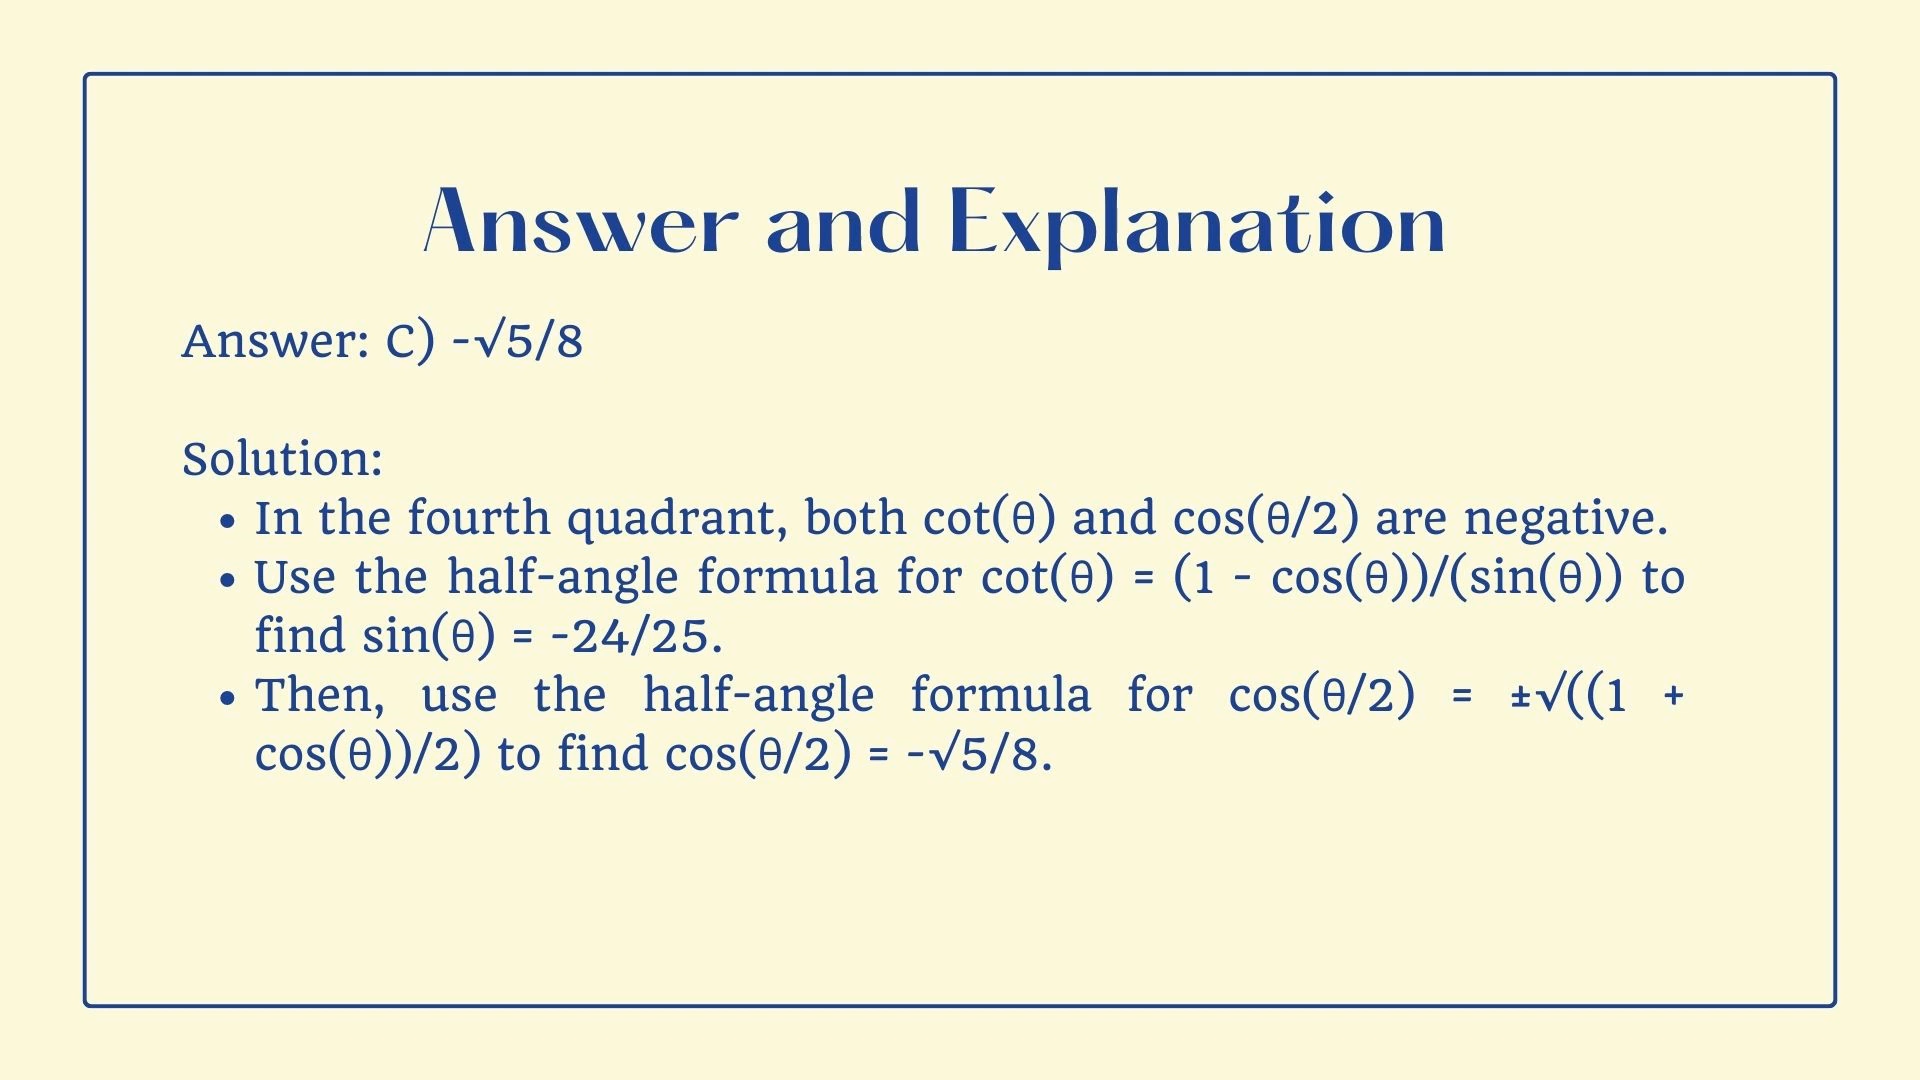 Answer and Explanation
Answer: C) -√5/8
Solution:
• In the fourth quadrant, both cot(θ) and cos(θ/2) are negative.
• Use the half-angle formula for cot(θ) = (1 - cos(θ))/(sin(θ)) to
find sin(θ) = -24/25.
• Then, use the half-angle formula for cos(θ/2) = ±√((1 +
cos(θ))/2) to find cos(θ/2) = -√5/8.